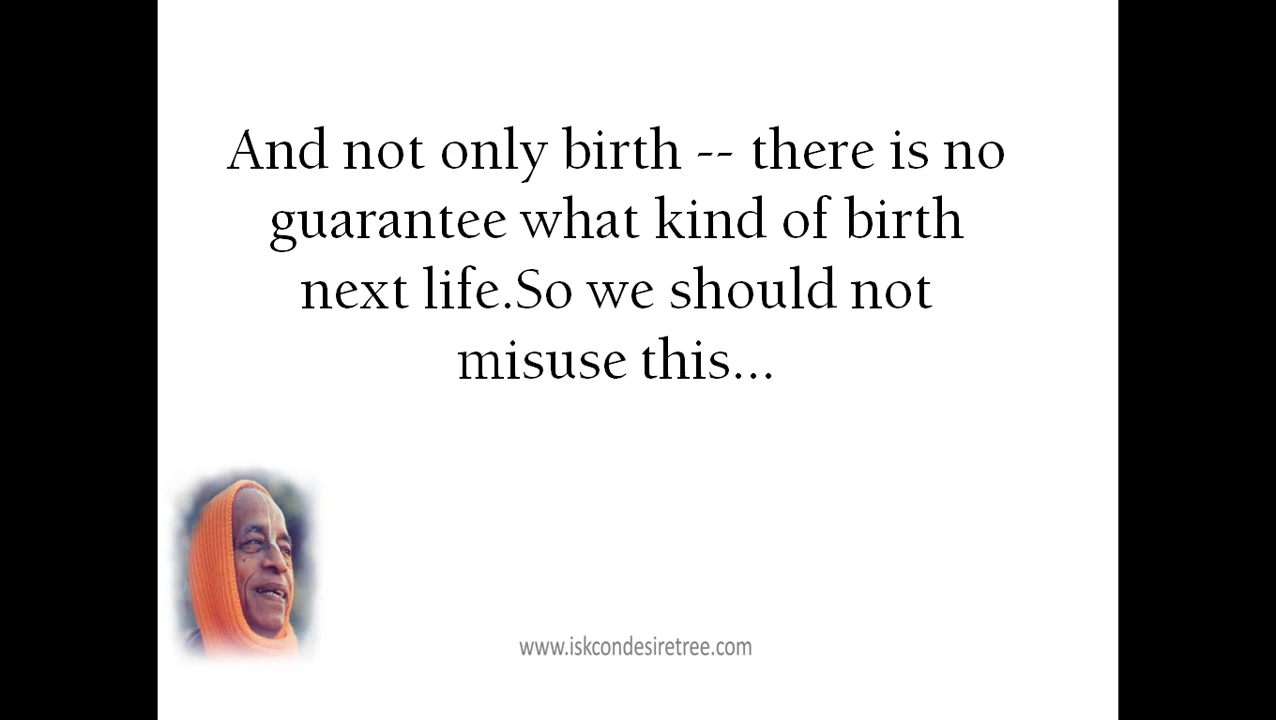 And not only birth -- there is no
guarantee what kind of birth
next life.So we should not
misuse this...
www.iskcondesiretree.com